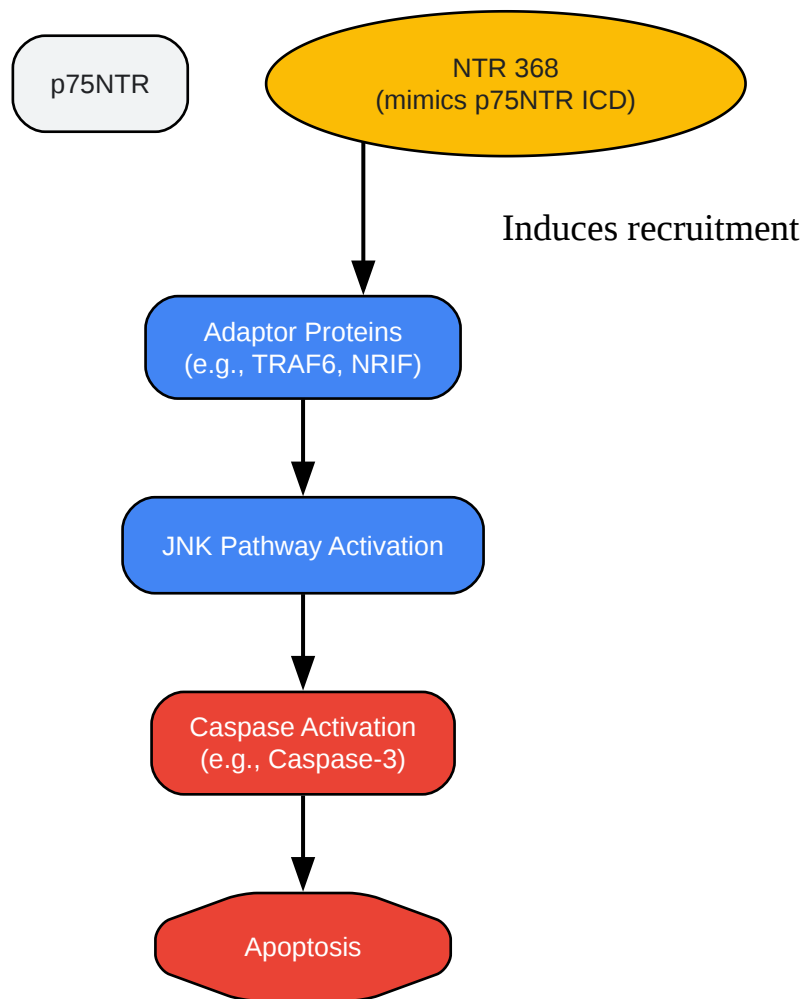 p75NTR
NTR 368
(mimics p75NTR ICD)
Induces recruitment
Adaptor Proteins
(e.g., TRAF6, NRIF)
JNK Pathway Activation
Caspase Activation
(e.g., Caspase-3)
Apoptosis